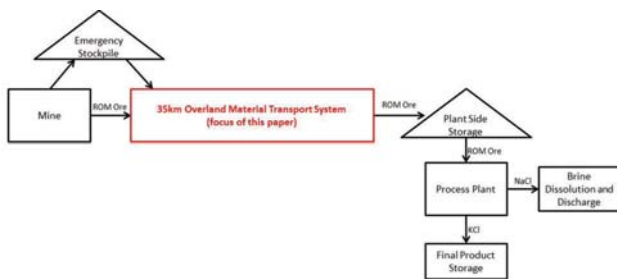 Emergency
Stockpile
Mine
ROM Ore
35km Overland Material Transport System
(focus of this paper)
ROM Ore
Plant Side
Storage
ROM Ore
Process Plant
NaCl
Brine
Dissolution and
Discharge
KCl
Final Product
Storage